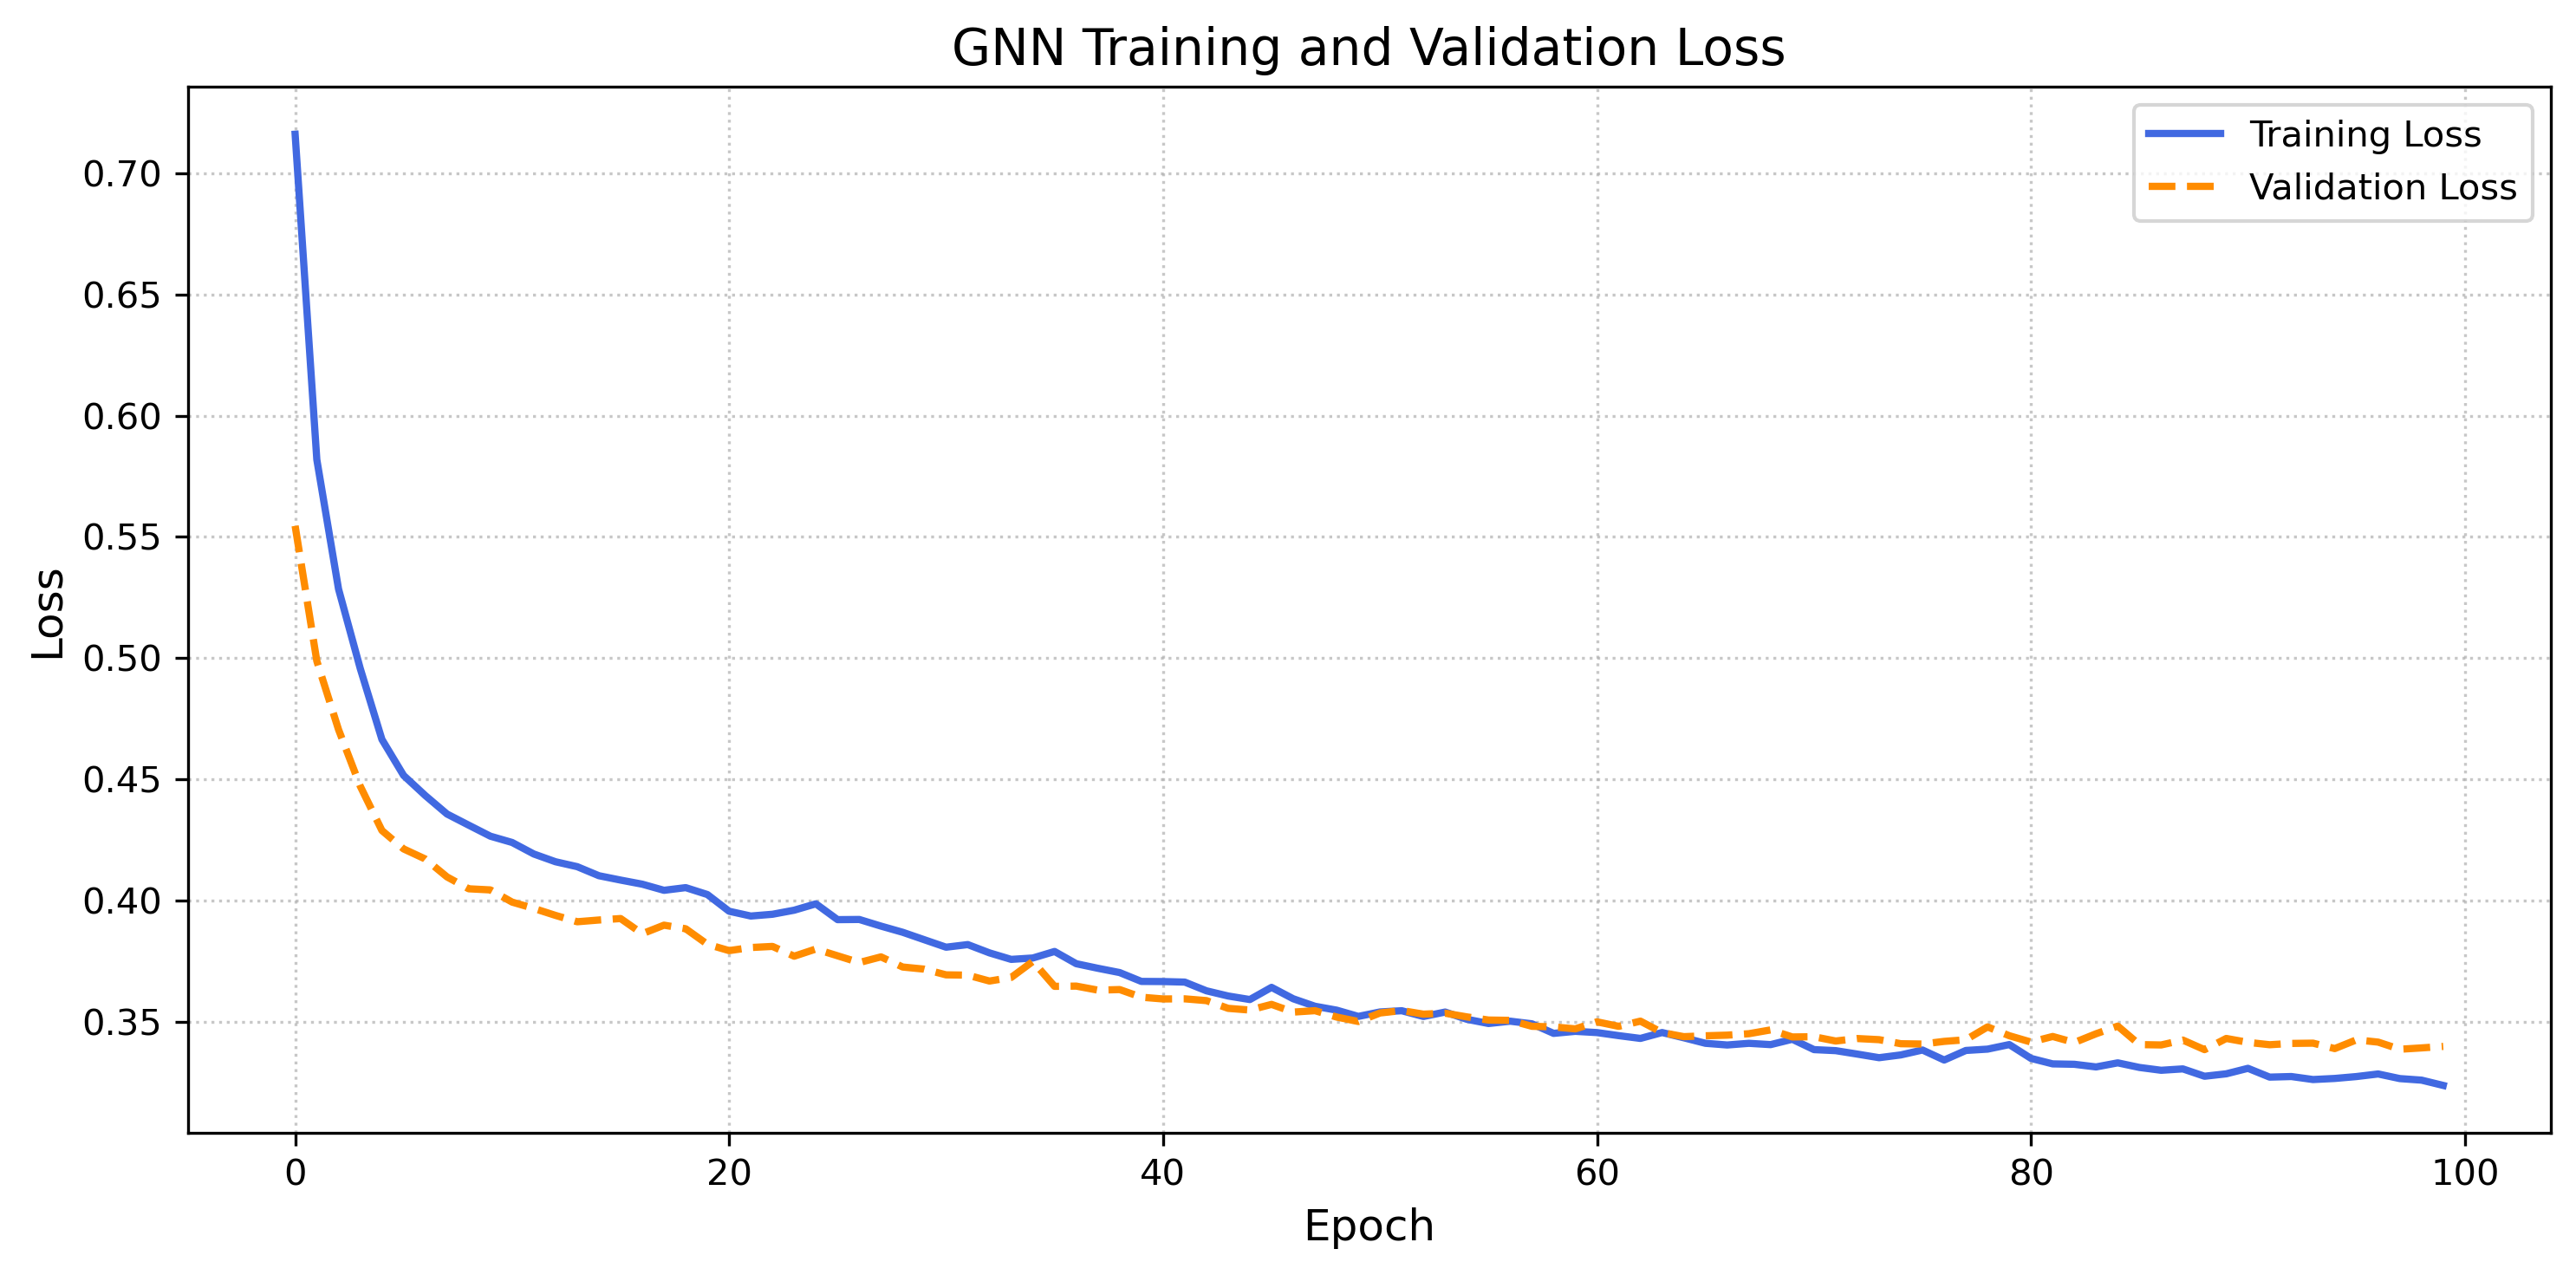 GNN Training and Validation Loss
Training Loss
Validation Loss
0.70
0.65
0.60
0.55
0.50
0.45
0.40
0.35
Loss
0 20 40 60 80 100
Epoch